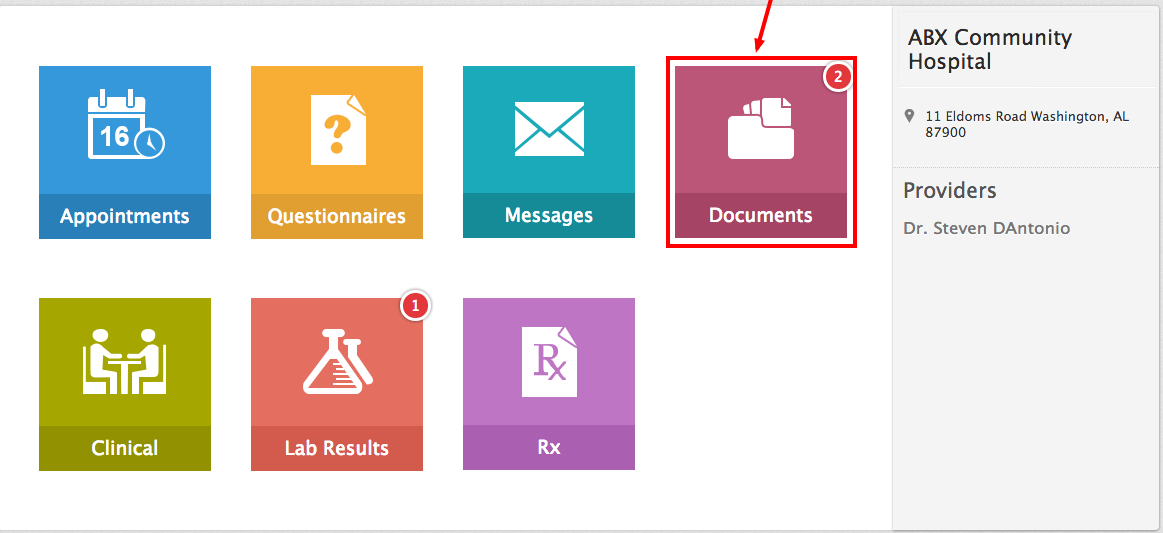 2
16
?
Appointments
Questionnaires
Messages
Documents
1
Rx
Clinical
Lab Results
Rx
ABX Community
Hospital
11 Eldoms Road Washington, AL
87900
Providers
Dr. Steven DAntonio